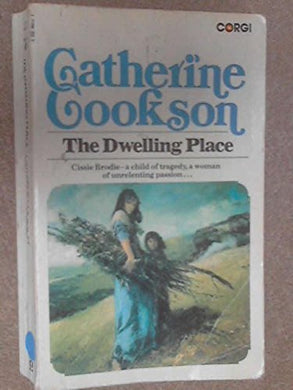 CORGI
Catherine
Cookson
The Dwelling Place
Cissie Brodie–a child of tragedy, a woman
of unrelenting passion...